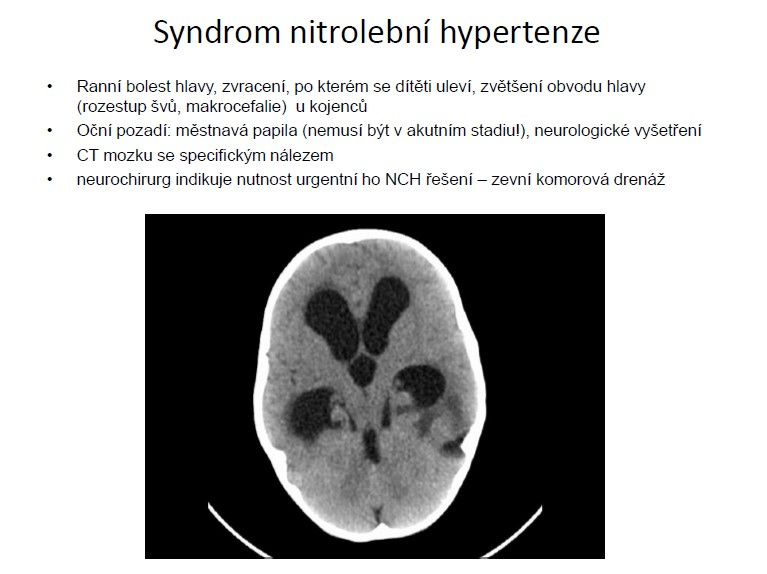 Syndrom nitrolební hypertenze
• Ranní bolest hlavy, zvracení, po kterém se dítěti uleví, zvětšení obvodu hlavy
(rozestup švů, makrocefalie) u kojenců
• Oční pozadí: městnavá papila (nemusí být v akutním stadiu!), neurologické vyšetření
• CT mozku se specifickým nálezem
• neurochirurg indikuje nutnost urgentní ho NCH řešení – zevní komorová drenáž